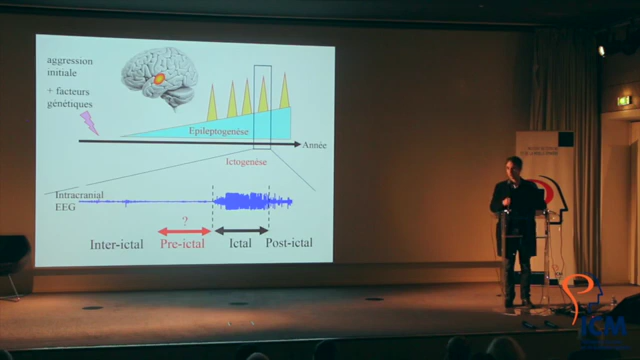 aggression
initiale
+ facteurs
génétiques
Epileptogenèse
Année
Ictogenèse
Intracranial
EEG
?
Inter-ictal
Pre-ictal
Ictal
Post-ictal
ICM